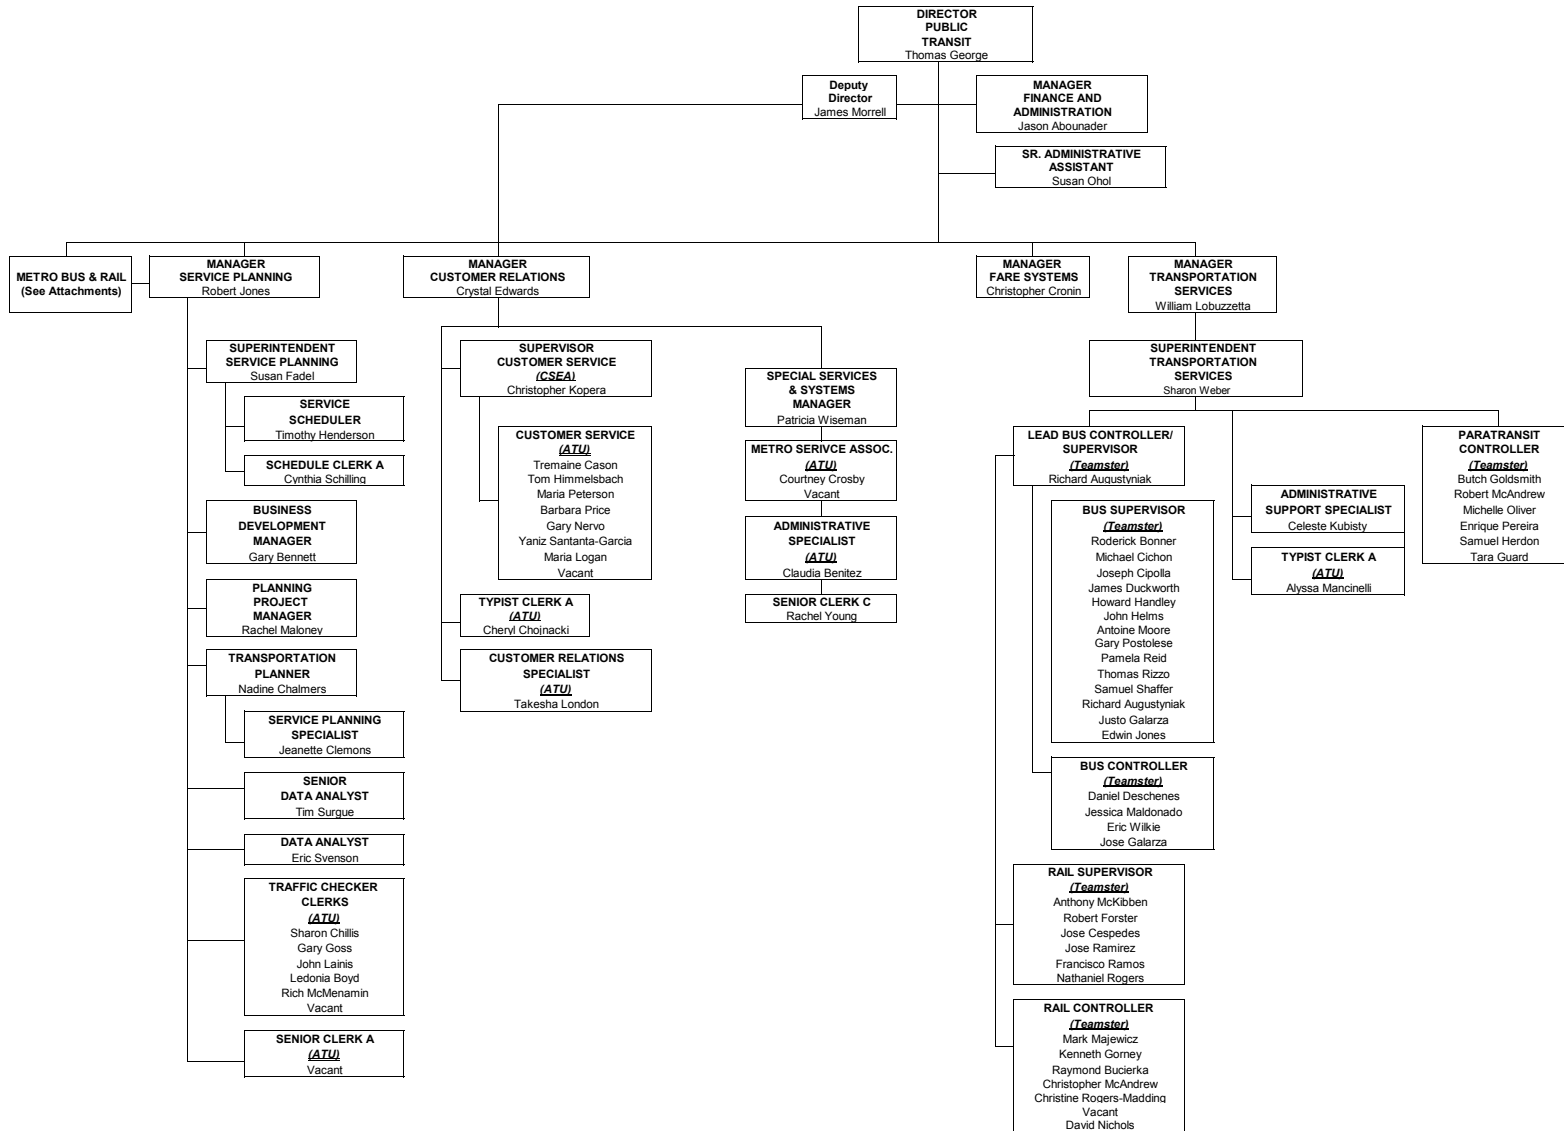 DIRECTOR
PUBLIC
TRANSIT
Thomas George
Deputy
Director
James Morrell
MANAGER
FINANCE AND
ADMINISTRATION
Jason Abounader
SR. ADMINISTRATIVE
ASSISTANT
Susan Ohol
METRO BUS & RAIL
(See Attachments)
MANAGER
SERVICE PLANNING
Robert Jones
MANAGER
CUSTOMER RELATIONS
Crystal Edwards
MANAGER
FARE SYSTEMS
Christopher Cronin
MANAGER
TRANSPORTATION
SERVICES
William Lobuzzetta
SUPERINTENDENT
SERVICE PLANNING
Susan Fadel
SERVICE
SCHEDULER
Timothy Henderson
SCHEDULE CLERK A
Cynthia Schilling
BUSINESS
DEVELOPMENT
MANAGER
Gary Bennett
PLANNING
PROJECT
MANAGER
Rachel Maloney
TRANSPORTATION
PLANNER
Nadine Chalmers
SERVICE PLANNING
SPECIALIST
Jeanette Clemons
SENIOR
DATA ANALYST
Tim Surgue
DATA ANALYST
Eric Svenson
TRAFFIC CHECKER
CLERKS
(ATU)
Sharon Chillis
Gary Goss
John Lainis
Ledonia Boyd
Rich McMenamin
Vacant
SENIOR CLERK A
(ATU)
Vacant
SUPERVISOR
CUSTOMER SERVICE
(CSEA)
Christopher Kopera
CUSTOMER SERVICE
(ATU)
Tremaine Cason
Tom Himmelsbach
Maria Peterson
Barbara Price
Gary Nervo
Yaniz Santanta-Garcia
Maria Logan
Vacant
TYPIST CLERK A
(ATU)
Cheryl Chojnacki
CUSTOMER RELATIONS
SPECIALIST
(ATU)
Takesha London
SPECIAL SERVICES
& SYSTEMS
MANAGER
Patricia Wiseman
METRO SERIVCE ASSOC.
(ATU)
Courtney Crosby
Vacant
ADMINISTRATIVE
SPECIALIST
(ATU)
Claudia Benitez
SENIOR CLERK C
Rachel Young
SUPERINTENDENT
TRANSPORTATION
SERVICES
Sharon Weber
LEAD BUS CONTROLLER/
SUPERVISOR
(Teamster)
Richard Augustyniak
BUS SUPERVISOR
(Teamster)
Roderick Bonner
Michael Cichon
Joseph Cipolla
James Duckworth
Howard Handley
John Helms
Antoine Moore
Gary Postolese
Pamela Reid
Thomas Rizzo
Samuel Shaffer
Richard Augustyniak
Justo Galarza
Edwin Jones
BUS CONTROLLER
(Teamster)
Daniel Deschenes
Jessica Maldonado
Eric Wilkie
Jose Galarza
RAIL SUPERVISOR
(Teamster)
Anthony McKibben
Robert Forster
Jose Cespedes
Jose Ramirez
Francisco Ramos
Nathaniel Rogers
RAIL CONTROLLER
(Teamster)
Mark Majewicz
Kenneth Gorney
Raymond Bucierka
Christopher McAndrew
Christine Rogers-Madding
Vacant
David Nichols
ADMINISTRATIVE
SUPPORT SPECIALIST
Celeste Kubisty
TYPIST CLERK A
(ATU)
Alyssa Mancinelli
PARATRANSIT
CONTROLLER
(Teamster)
Butch Goldsmith
Robert McAndrew
Michelle Oliver
Enrique Pereira
Samuel Herdon
Tara Guard